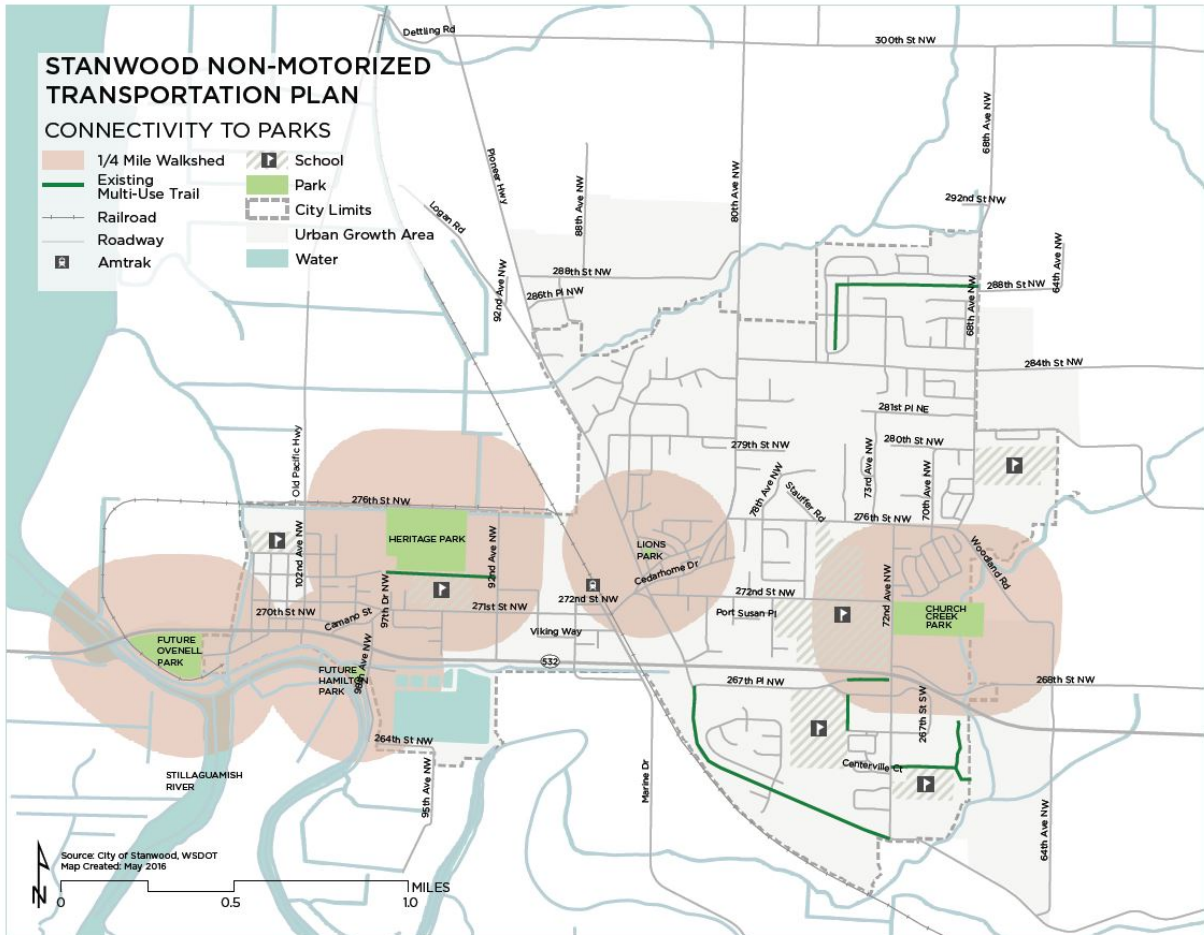 STANWOOD NON-MOTORIZED
TRANSPORTATION PLAN
CONNECTIVITY TO PARKS
1/4 Mile Walkshed
Existing
Multi-Use Trail
Railroad
Roadway
Amtrak
School
Park
City Limits
Urban Growth Area
Water
Dettling Rd
300th St NW
Pioneer Hwy
88th Ave NW
80th Ave NW
68th Ave NW
292nd St NW
Logan Rd
92nd Ave NW
288th St NW
286th Pl NW
64th Ave NW
288th St NW
68th Ave NW
284th St NW
281st Pl NE
280th St NW
279th St NW
73rd Ave NW
70th Ave NW
78th Ave NW
Stauffer Rd
Old Pacific Hwy
276th St NW
276th St NW
HERITAGE PARK
LIONS
PARK
Cedarhome Dr
Woodland Rd
102nd Ave NW
92nd Ave NW
97th Dr NW
272nd St NW
272nd St NW
72nd Ave NW
270th St NW
Camano St
271st St NW
Port Susan Pl
CHURCH
CREEK
PARK
Viking Way
532
FUTURE
OVENELL
PARK
FUTURE
HAMILTON
PARK
98th Ave NW
267th Pl NW
268th St NW
267th St SW
264th St NW
Centerville Ct
95th Ave NW
Marine Dr
64th Ave NW
STILLAGUAMISH
RIVER
N
Source: City of Stanwood, WSDOT
Map Created: May 2016
MILES
0
0.5
1.0